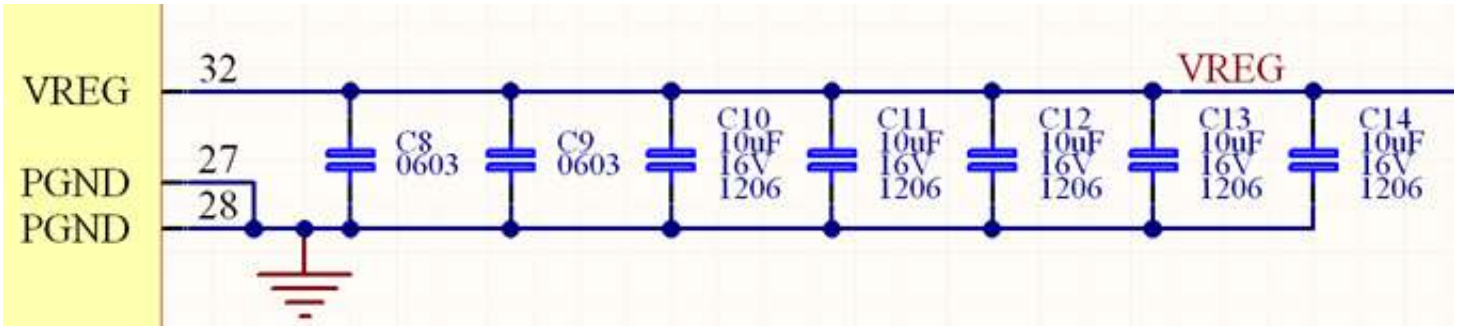 VREG
32
PGND
27
PGND
28
C8
0603
C9
0603
C10
10uF
16V
1206
C11
10uF
16V
1206
C12
10uF
16V
1206
VREG
C13
10uF
16V
1206
C14
10uF
16V
1206